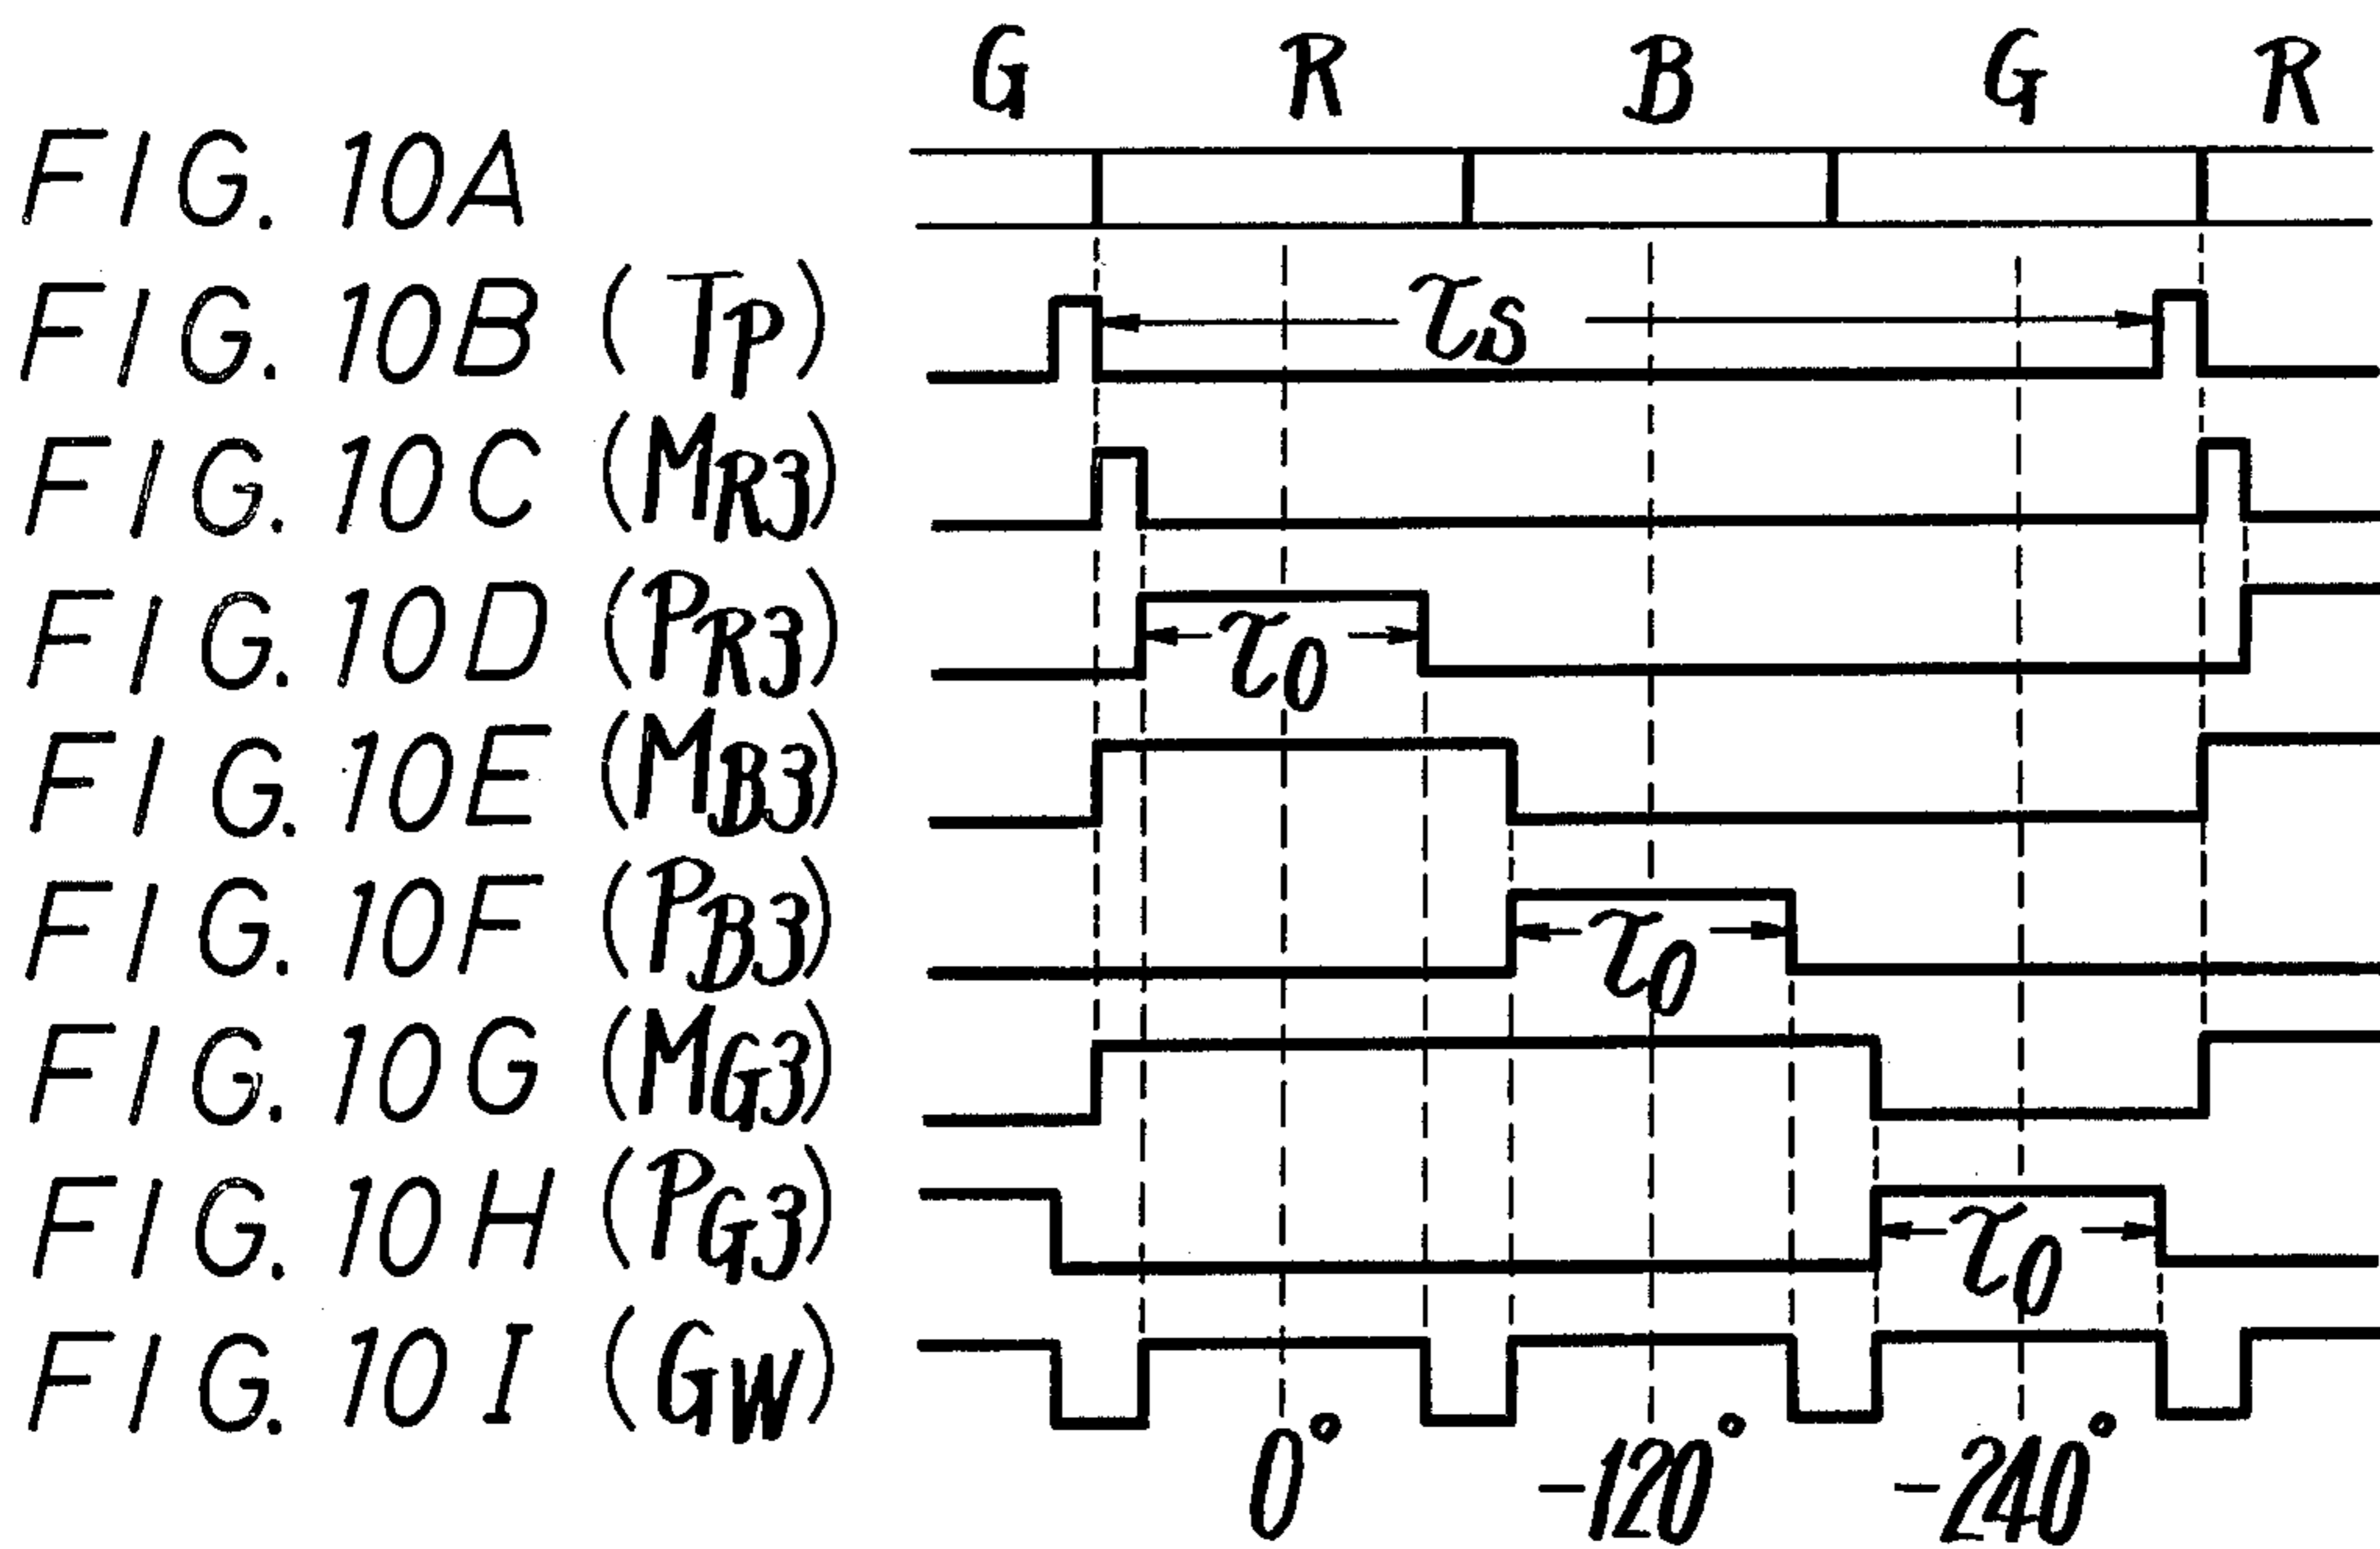 G R B G R
FIG. 10A
FIG. 10B (TP) τS
FIG. 10C (MR3)
FIG. 10D (PR3) τ0
FIG. 10E (MB3)
FIG. 10F (PB3) τ0
FIG. 10G (MG3)
FIG. 10H (PG3) τ0
FIG. 10I (GW)
0° -120° -240°